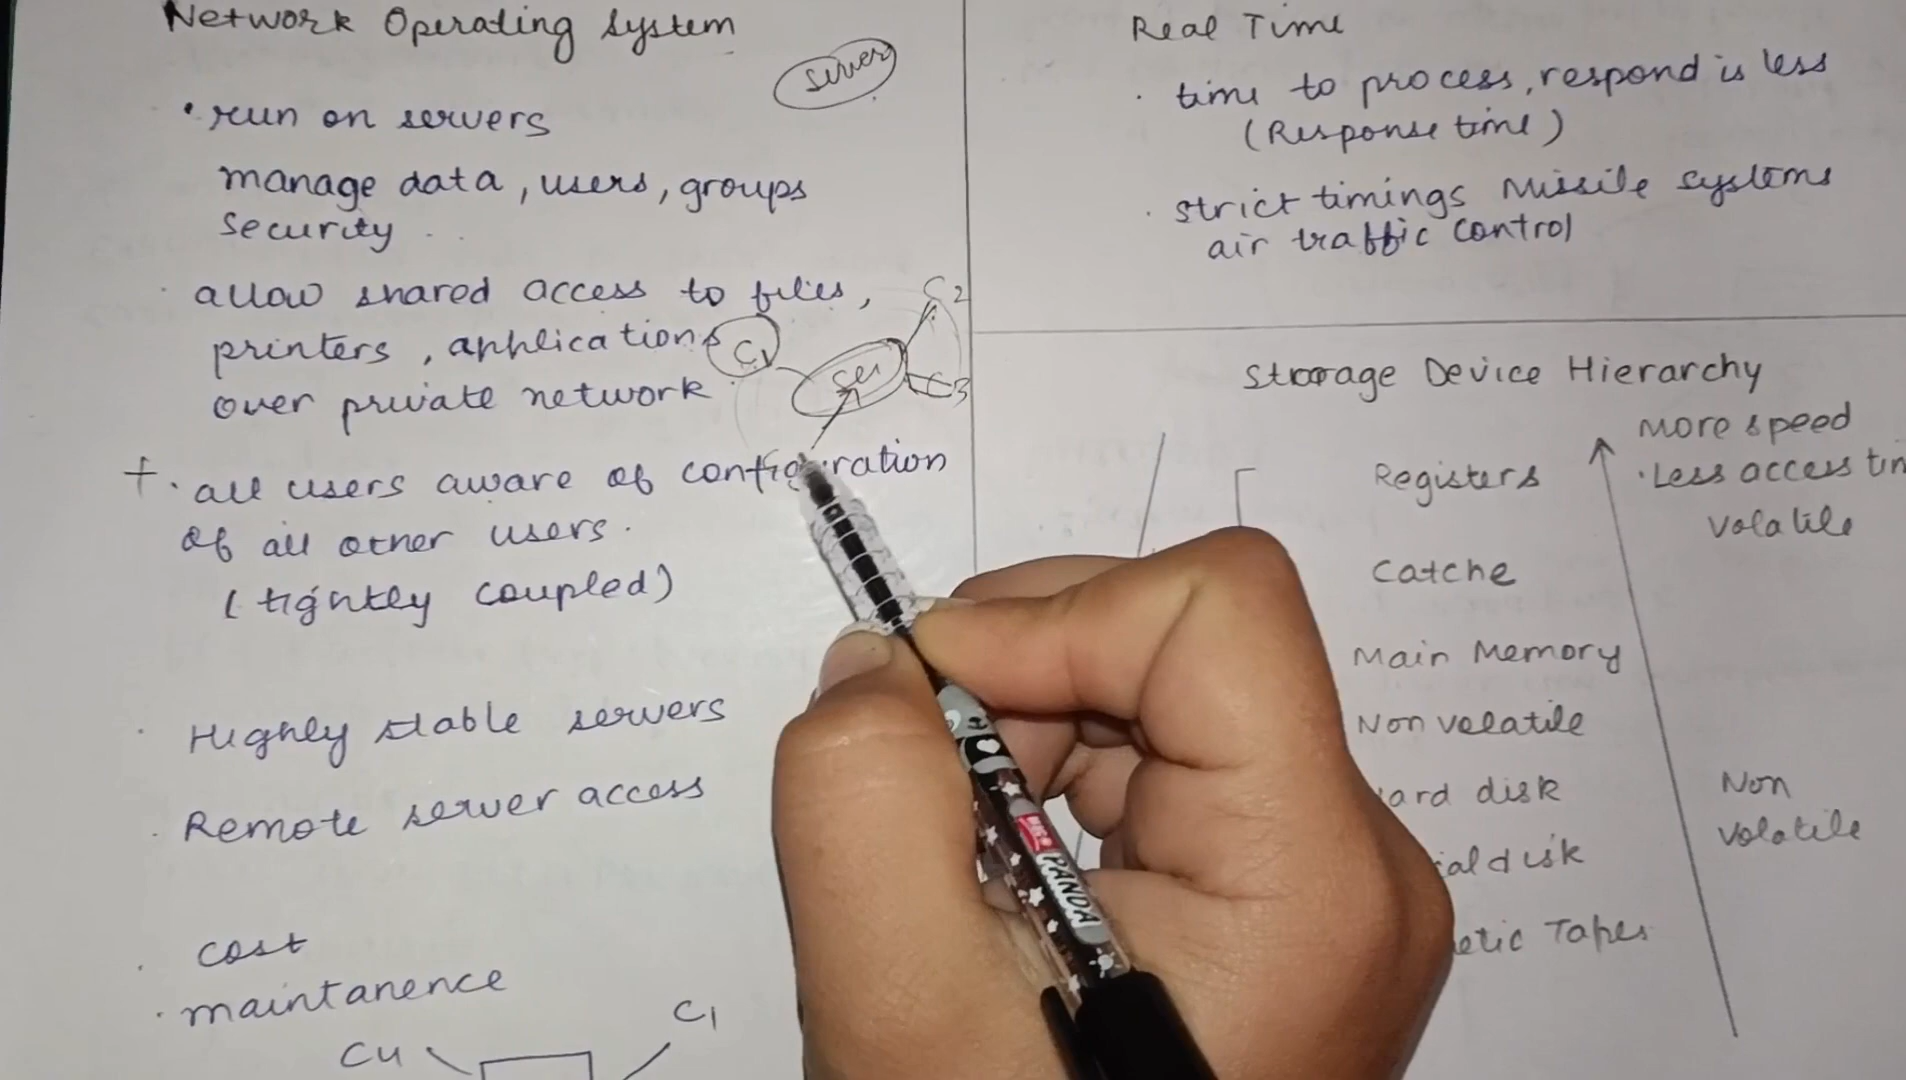 Network Operating System
server
• run on servers
manage data, users, groups
security
• allow shared access to files,
printers, applications
over private network
C1
Ser
C2
C3
+ • all users aware of configuration
of all other users.
(tightly coupled)
• Highly stable servers
• Remote server access
• cost
• maintanence
C1
C4
Real Time
• time to process, respond is less
(Response time)
• strict timings Missile systems
air traffic control
Storage Device Hierarchy
More speed
• Less access
Volatile
Registers
Catche
Main Memory
Non volatile
disk
disk
Tapes
Non
Volatile
PANDA